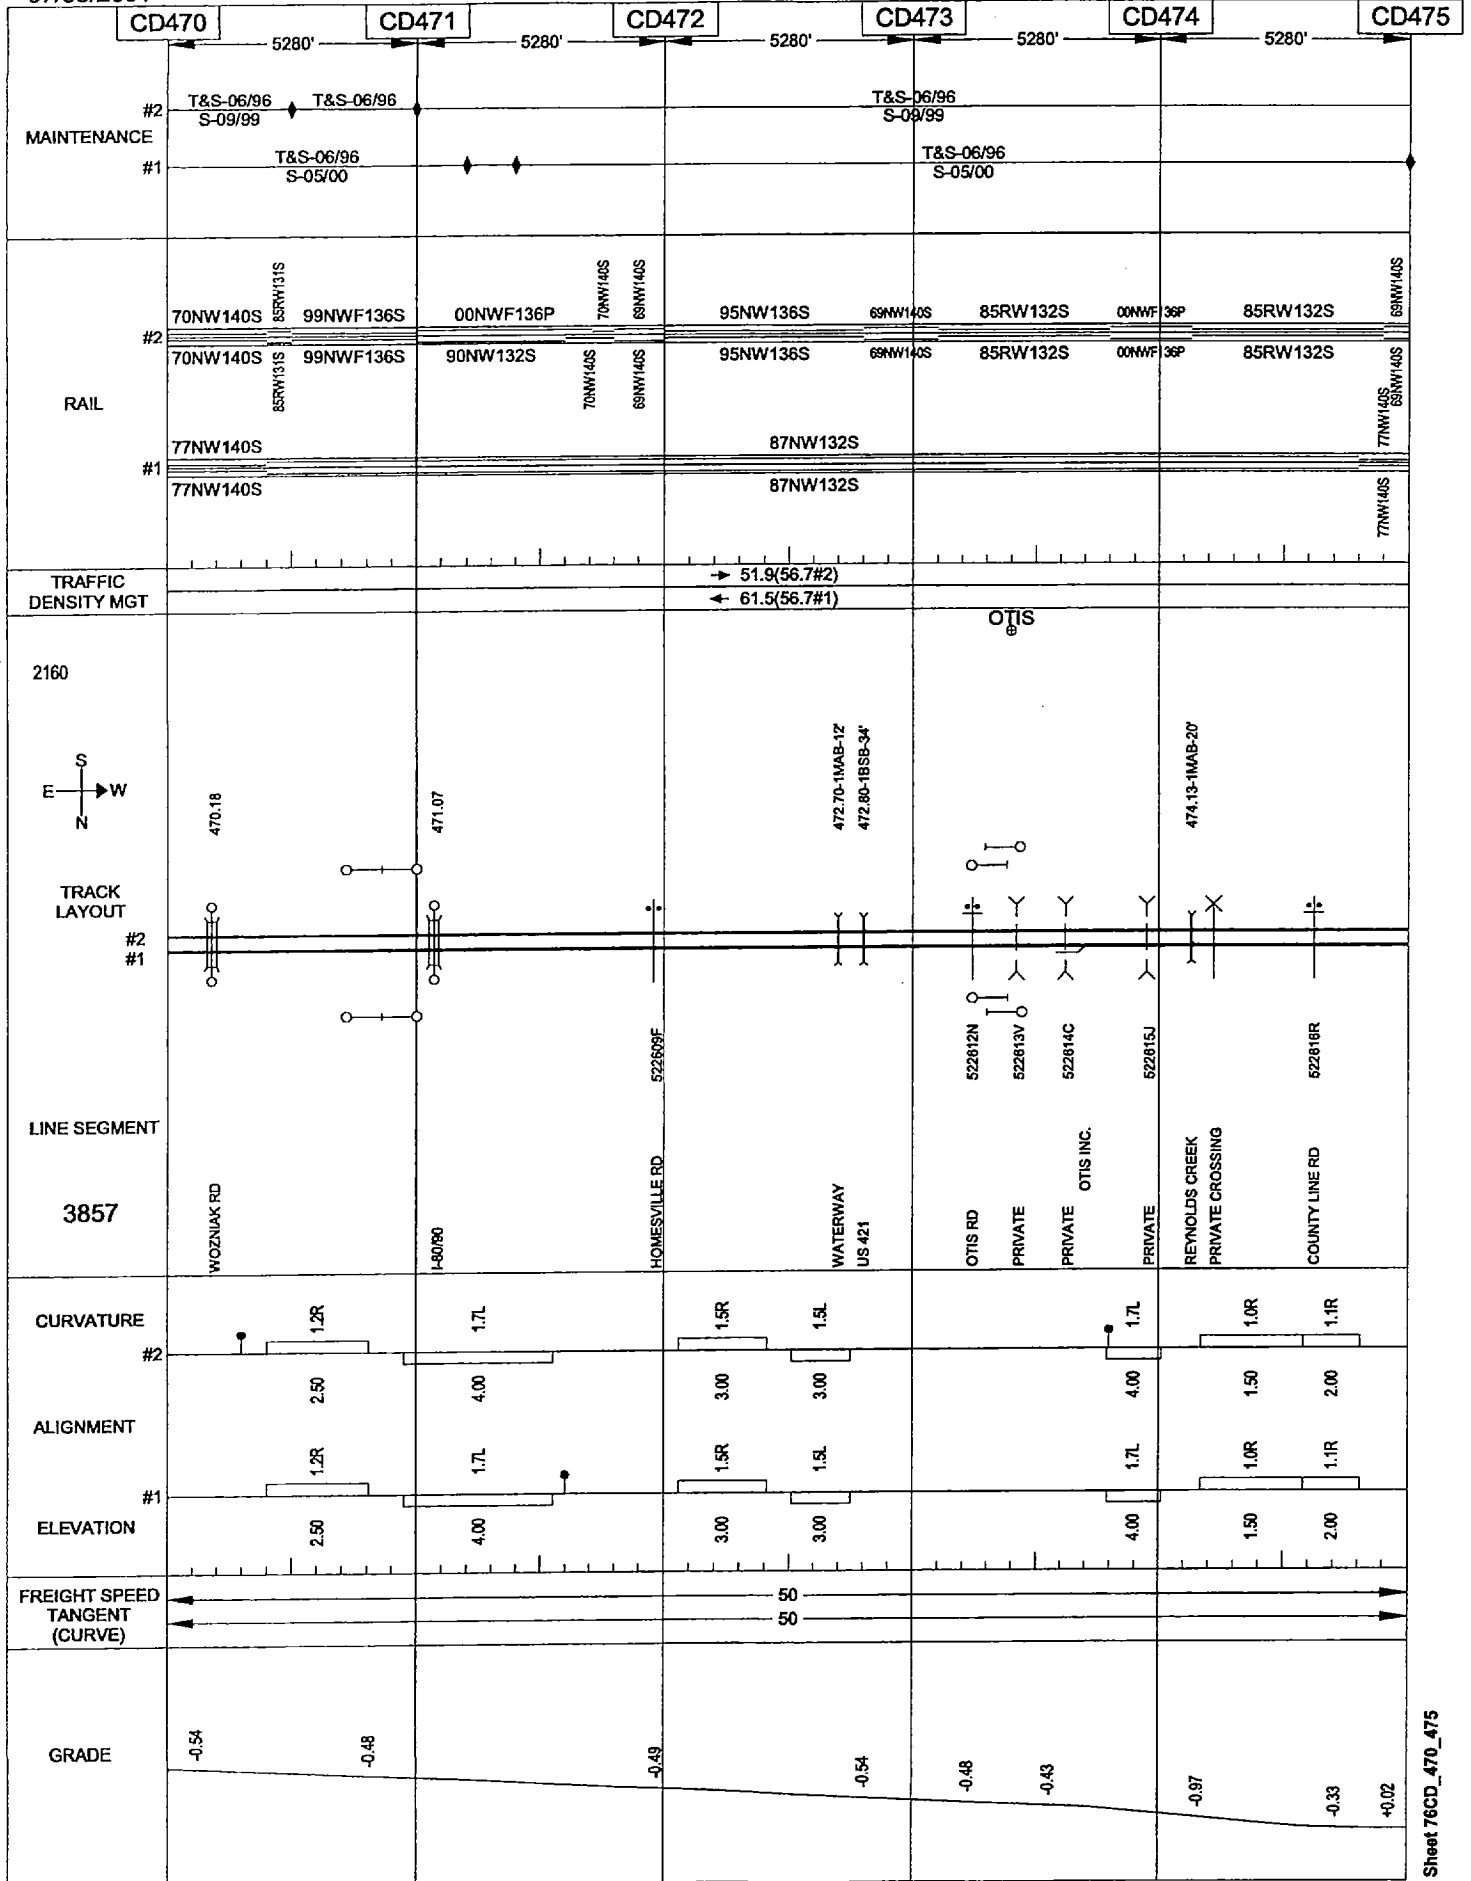 CD470 CD471 CD472 CD473 CD474 CD475
5280' 5280' 5280' 5280' 5280'
MAINTENANCE
#2 T&S-06/96 T&S-06/96 T&S-06/96
S-09/99 S-09/99
#1 T&S-06/96 T&S-06/96
S-05/00 S-05/00
RAIL
85RW131S 70NW140S 69NW140S 69NW140S
70NW140S 99NWF136S 00NWF136P 95NW136S 69NW140S 85RW132S 00NWF136P 85RW132S
#2
70NW140S 99NWF136S 90NW132S 95NW136S 69NW140S 85RW132S 00NWF136P 85RW132S
85RW131S 70NW140S 69NW140S 69NW140S
77NW140S 87NW132S 77NW140S
#1
77NW140S 87NW132S 77NW140S
TRAFFIC
DENSITY MGT
→ 51.9(56.7#2)
← 61.5(56.7#1)
OTIS
2160
S
E W
N
470.18 471.07 472.70-1MAB-12' 472.80-1BSB-34' 474.13-1MAB-20'
TRACK
LAYOUT
#2
#1
522609F 522612N 522613V 522614C 522615J 522616R
LINE SEGMENT
3857
WOZNIAK RD I-80/90 HOMESVILLE RD WATERWAY US 421 OTIS RD PRIVATE PRIVATE OTIS INC. PRIVATE REYNOLDS CREEK PRIVATE CROSSING COUNTY LINE RD
CURVATURE
1.2R 1.7L 1.5R 1.5L 1.7L 1.0R 1.1R
#2
2.50 4.00 3.00 3.00 4.00 1.50 2.00
ALIGNMENT
1.2R 1.7L 1.5R 1.5L 1.7L 1.0R 1.1R
#1
ELEVATION
2.50 4.00 3.00 3.00 4.00 1.50 2.00
FREIGHT SPEED
TANGENT
(CURVE)
50
50
GRADE
-0.54 -0.48 -0.49 -0.54 -0.48 -0.43 -0.97 -0.33 +0.02
Sheet 76CD_470_475